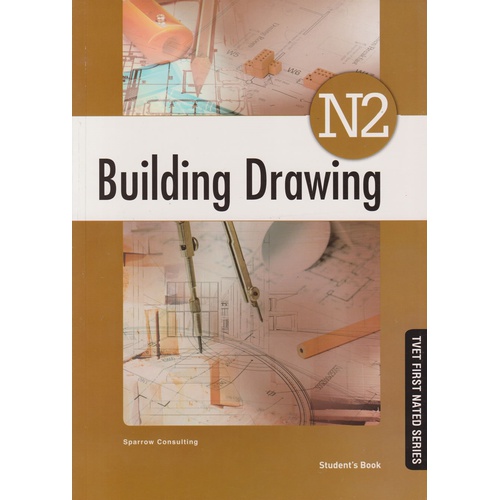 N2
Building Drawing
TVET FIRST NATED SERIES
Sparrow Consulting
Student's Book